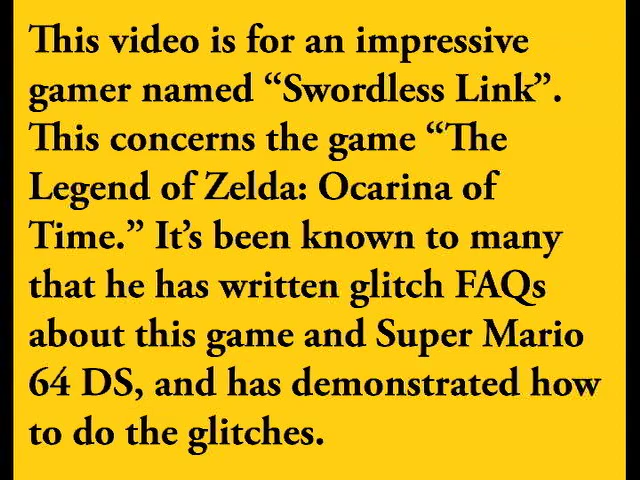 This video is for an impressive
gamer named “Swordless Link”.
This concerns the game “The
Legend of Zelda: Ocarina of
Time.” It’s been known to many
that he has written glitch FAQs
about this game and Super Mario
64 DS, and has demonstrated how
to do the glitches.